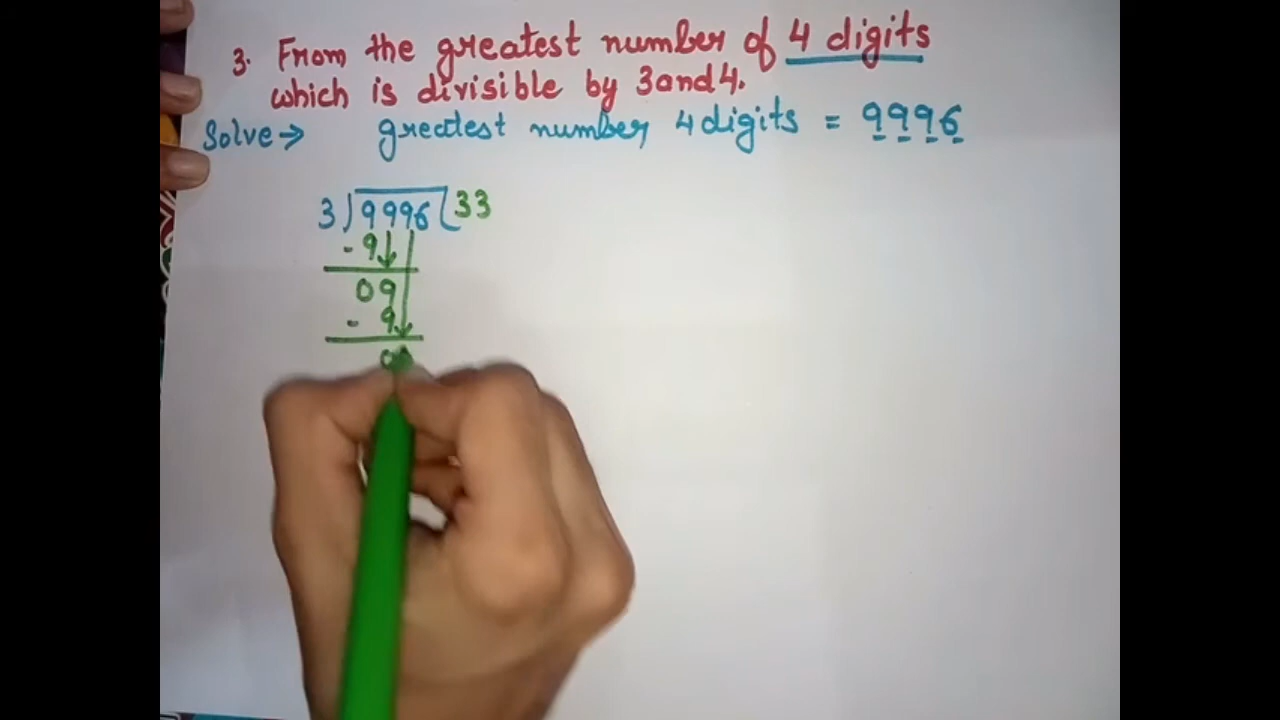 3. From the greatest number of 4 digits
which is divisible by 3 and 4.
Solve → greatest number 4 digits = 9996
3 ) 9996 ( 33
- 9
09
- 9
0